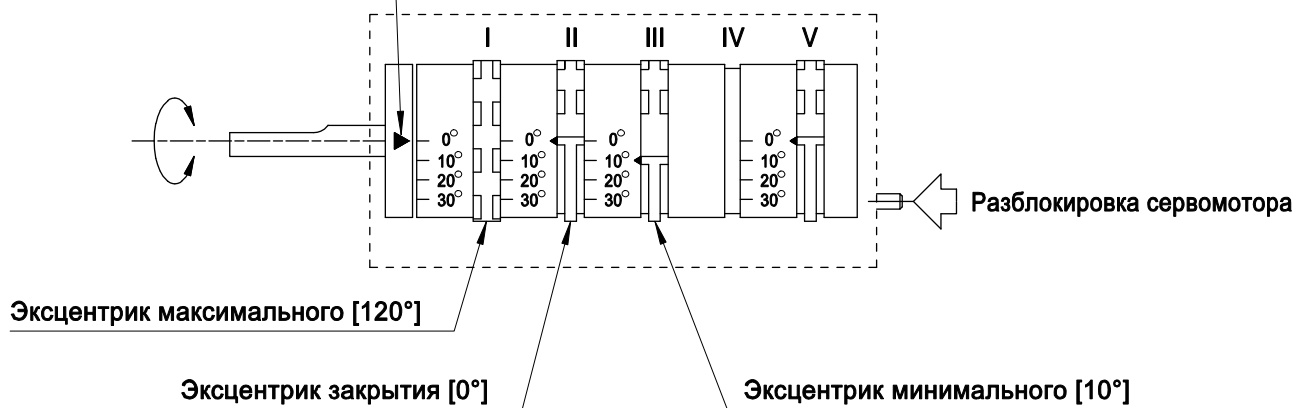 I II III IV V
0° 0° 0° 0°
10° 10° 10° 10°
20° 20° 20° 20°
30° 30° 30° 30°
Разблокировка сервомотора
Эксцентрик максимального [120°]
Эксцентрик закрытия [0°] Эксцентрик минимального [10°]